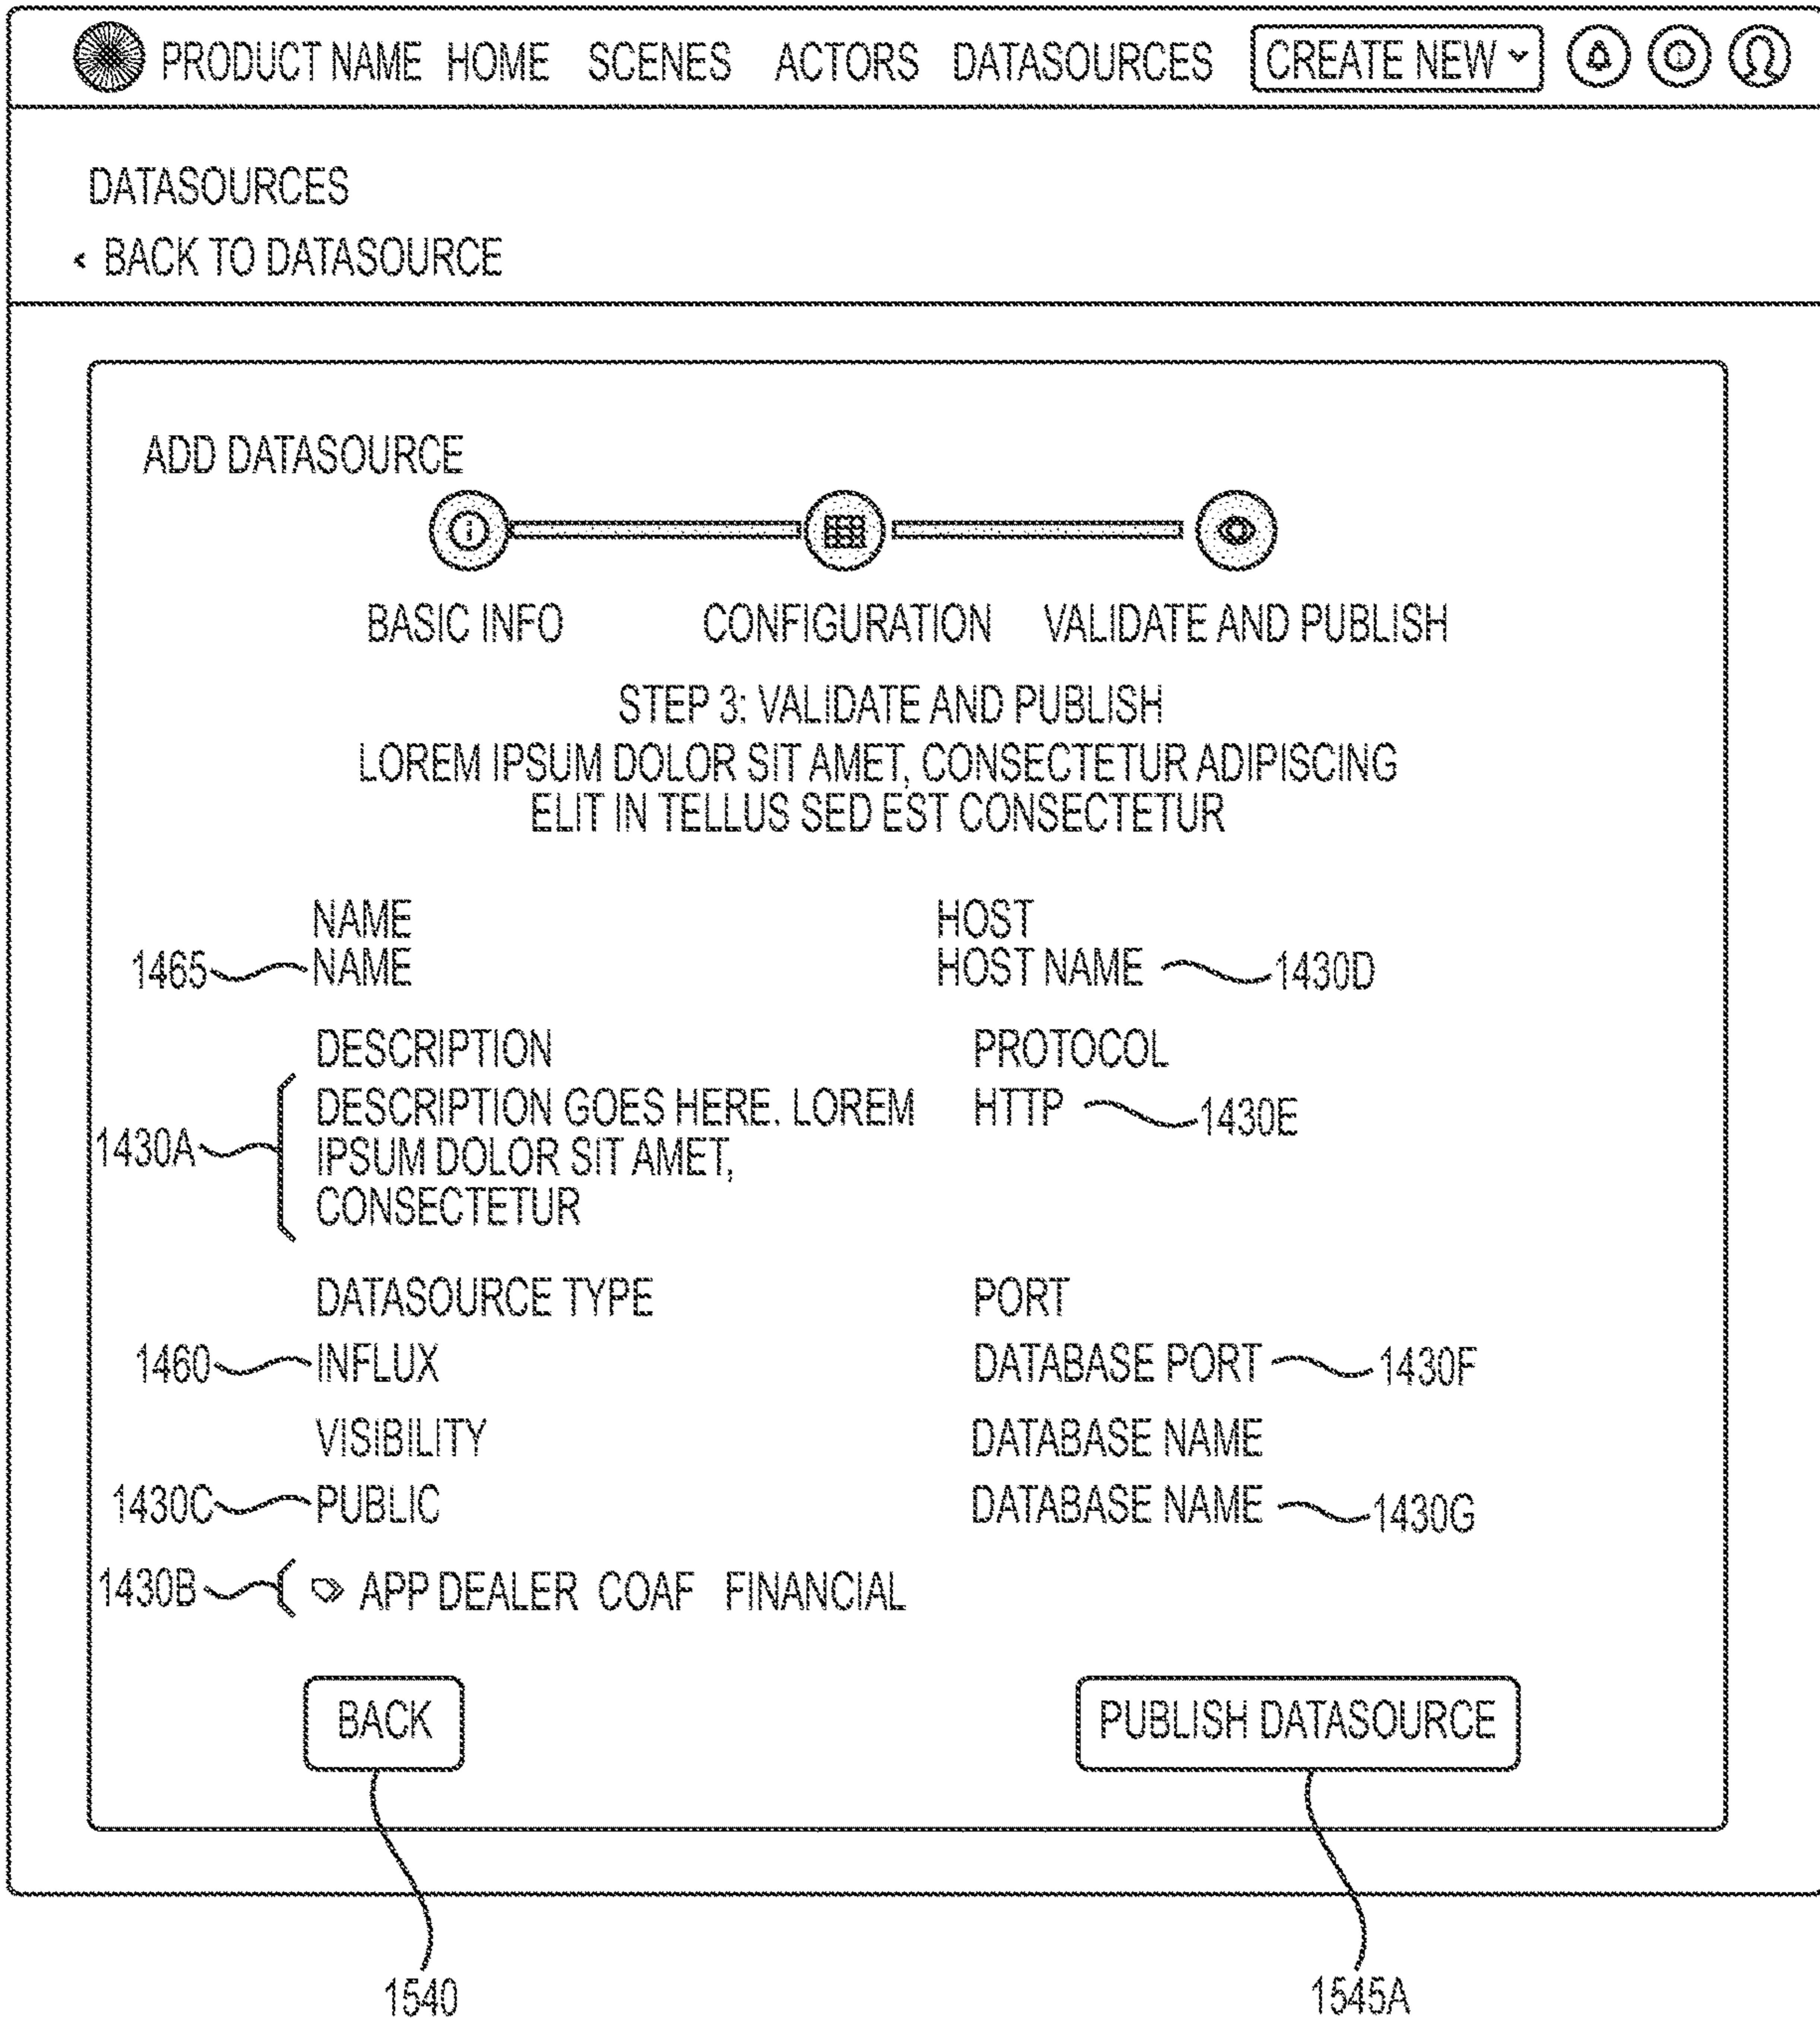 PRODUCT NAME HOME SCENES ACTORS DATASOURCES CREATE NEW
DATASOURCES
< BACK TO DATASOURCE
ADD DATASOURCE
BASIC INFO CONFIGURATION VALIDATE AND PUBLISH
STEP 3: VALIDATE AND PUBLISH
LOREM IPSUM DOLOR SIT AMET, CONSECTETUR ADIPISCING
ELIT IN TELLUS SED EST CONSECTETUR
NAME HOST
1465 NAME HOST NAME 1430D
DESCRIPTION PROTOCOL
DESCRIPTION GOES HERE. LOREM HTTP 1430E
1430A IPSUM DOLOR SIT AMET,
CONSECTETUR
DATASOURCE TYPE PORT
1460 INFLUX DATABASE PORT 1430F
VISIBILITY DATABASE NAME
1430C PUBLIC DATABASE NAME 1430G
1430B APP DEALER COAF FINANCIAL
BACK PUBLISH DATASOURCE
1540 1545A